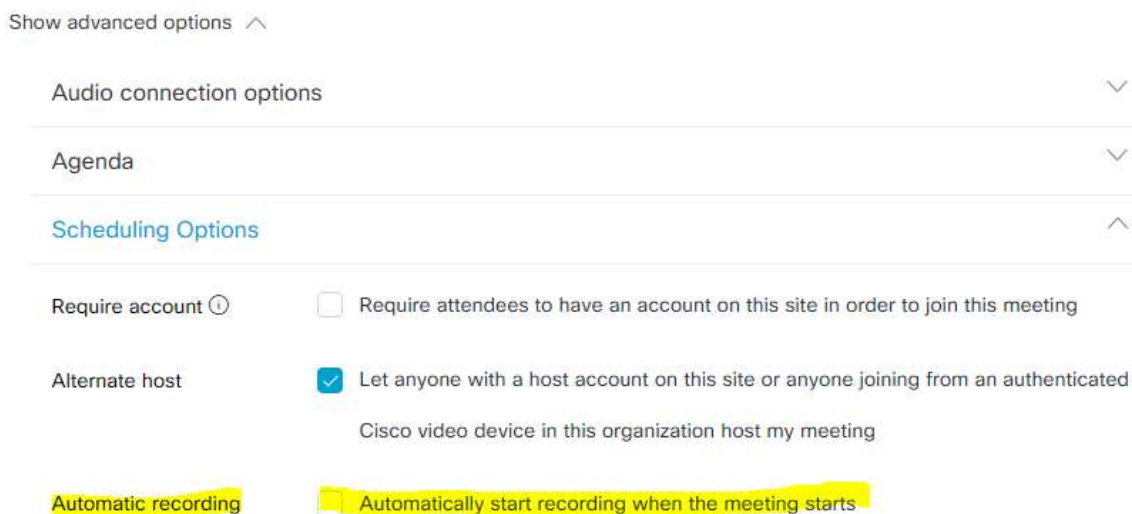 Show advanced options
Audio connection options
Agenda
Scheduling Options
Require account Require attendees to have an account on this site in order to join this meeting
Alternate host Let anyone with a host account on this site or anyone joining from an authenticated
Cisco video device in this organization host my meeting
Automatic recording Automatically start recording when the meeting starts